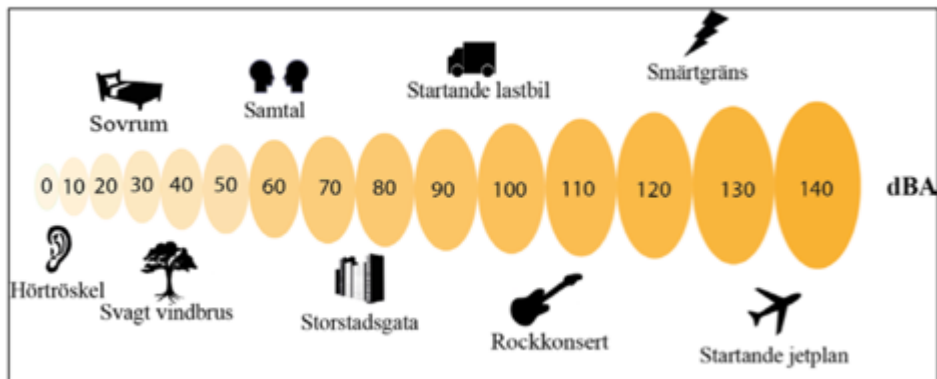 Sovrum
Samtal
Startande lastbil
Smärtgräns
0 10 20 30 40 50 60 70 80 90 100 110 120 130 140 dBA
Hörtröskel
Svagt vindbrus
Storstadsgata
Rockkonsert
Startande jetplan